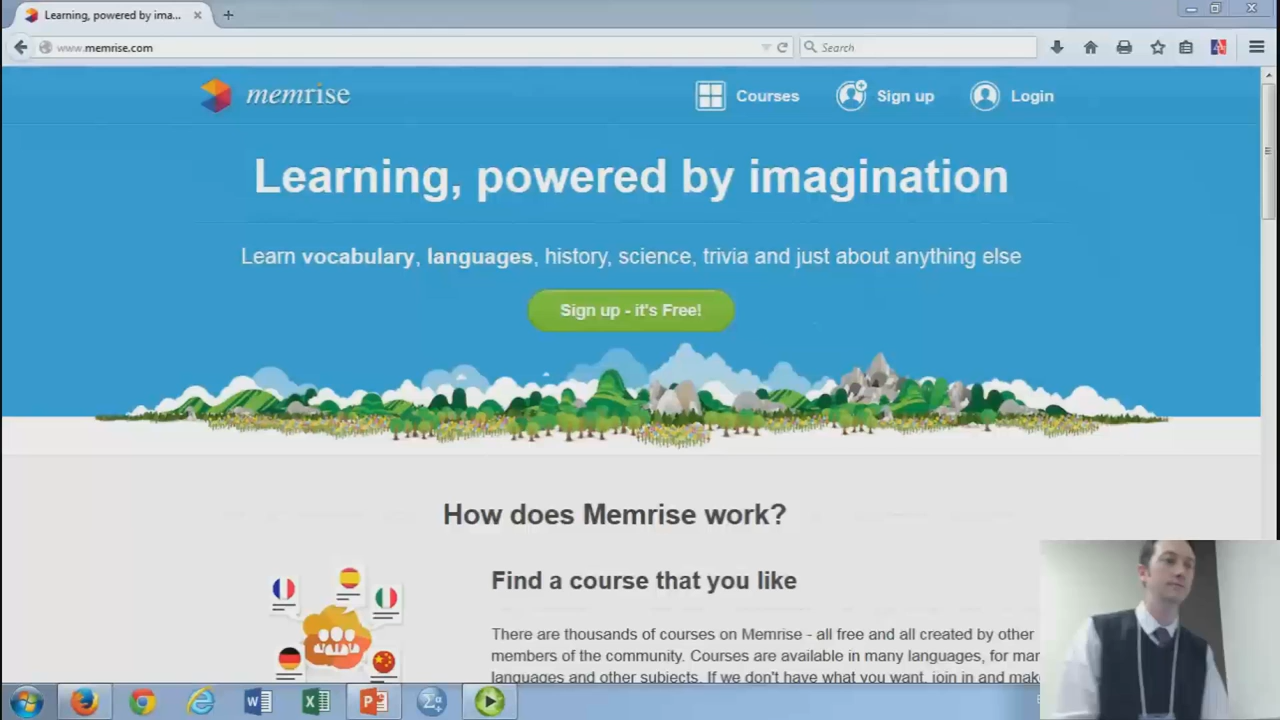 Learning, powered by ima...
www.memrise.com
Search
memrise
Courses
Sign up
Login
Learning, powered by imagination
Learn vocabulary, languages, history, science, trivia and just about anything else
Sign up - it's Free!
How does Memrise work?
Find a course that you like
There are thousands of courses on Memrise - all free and all created by other
members of the community. Courses are available in many languages, for mar
languages and other subjects. If we don't have what you want, join in and mak